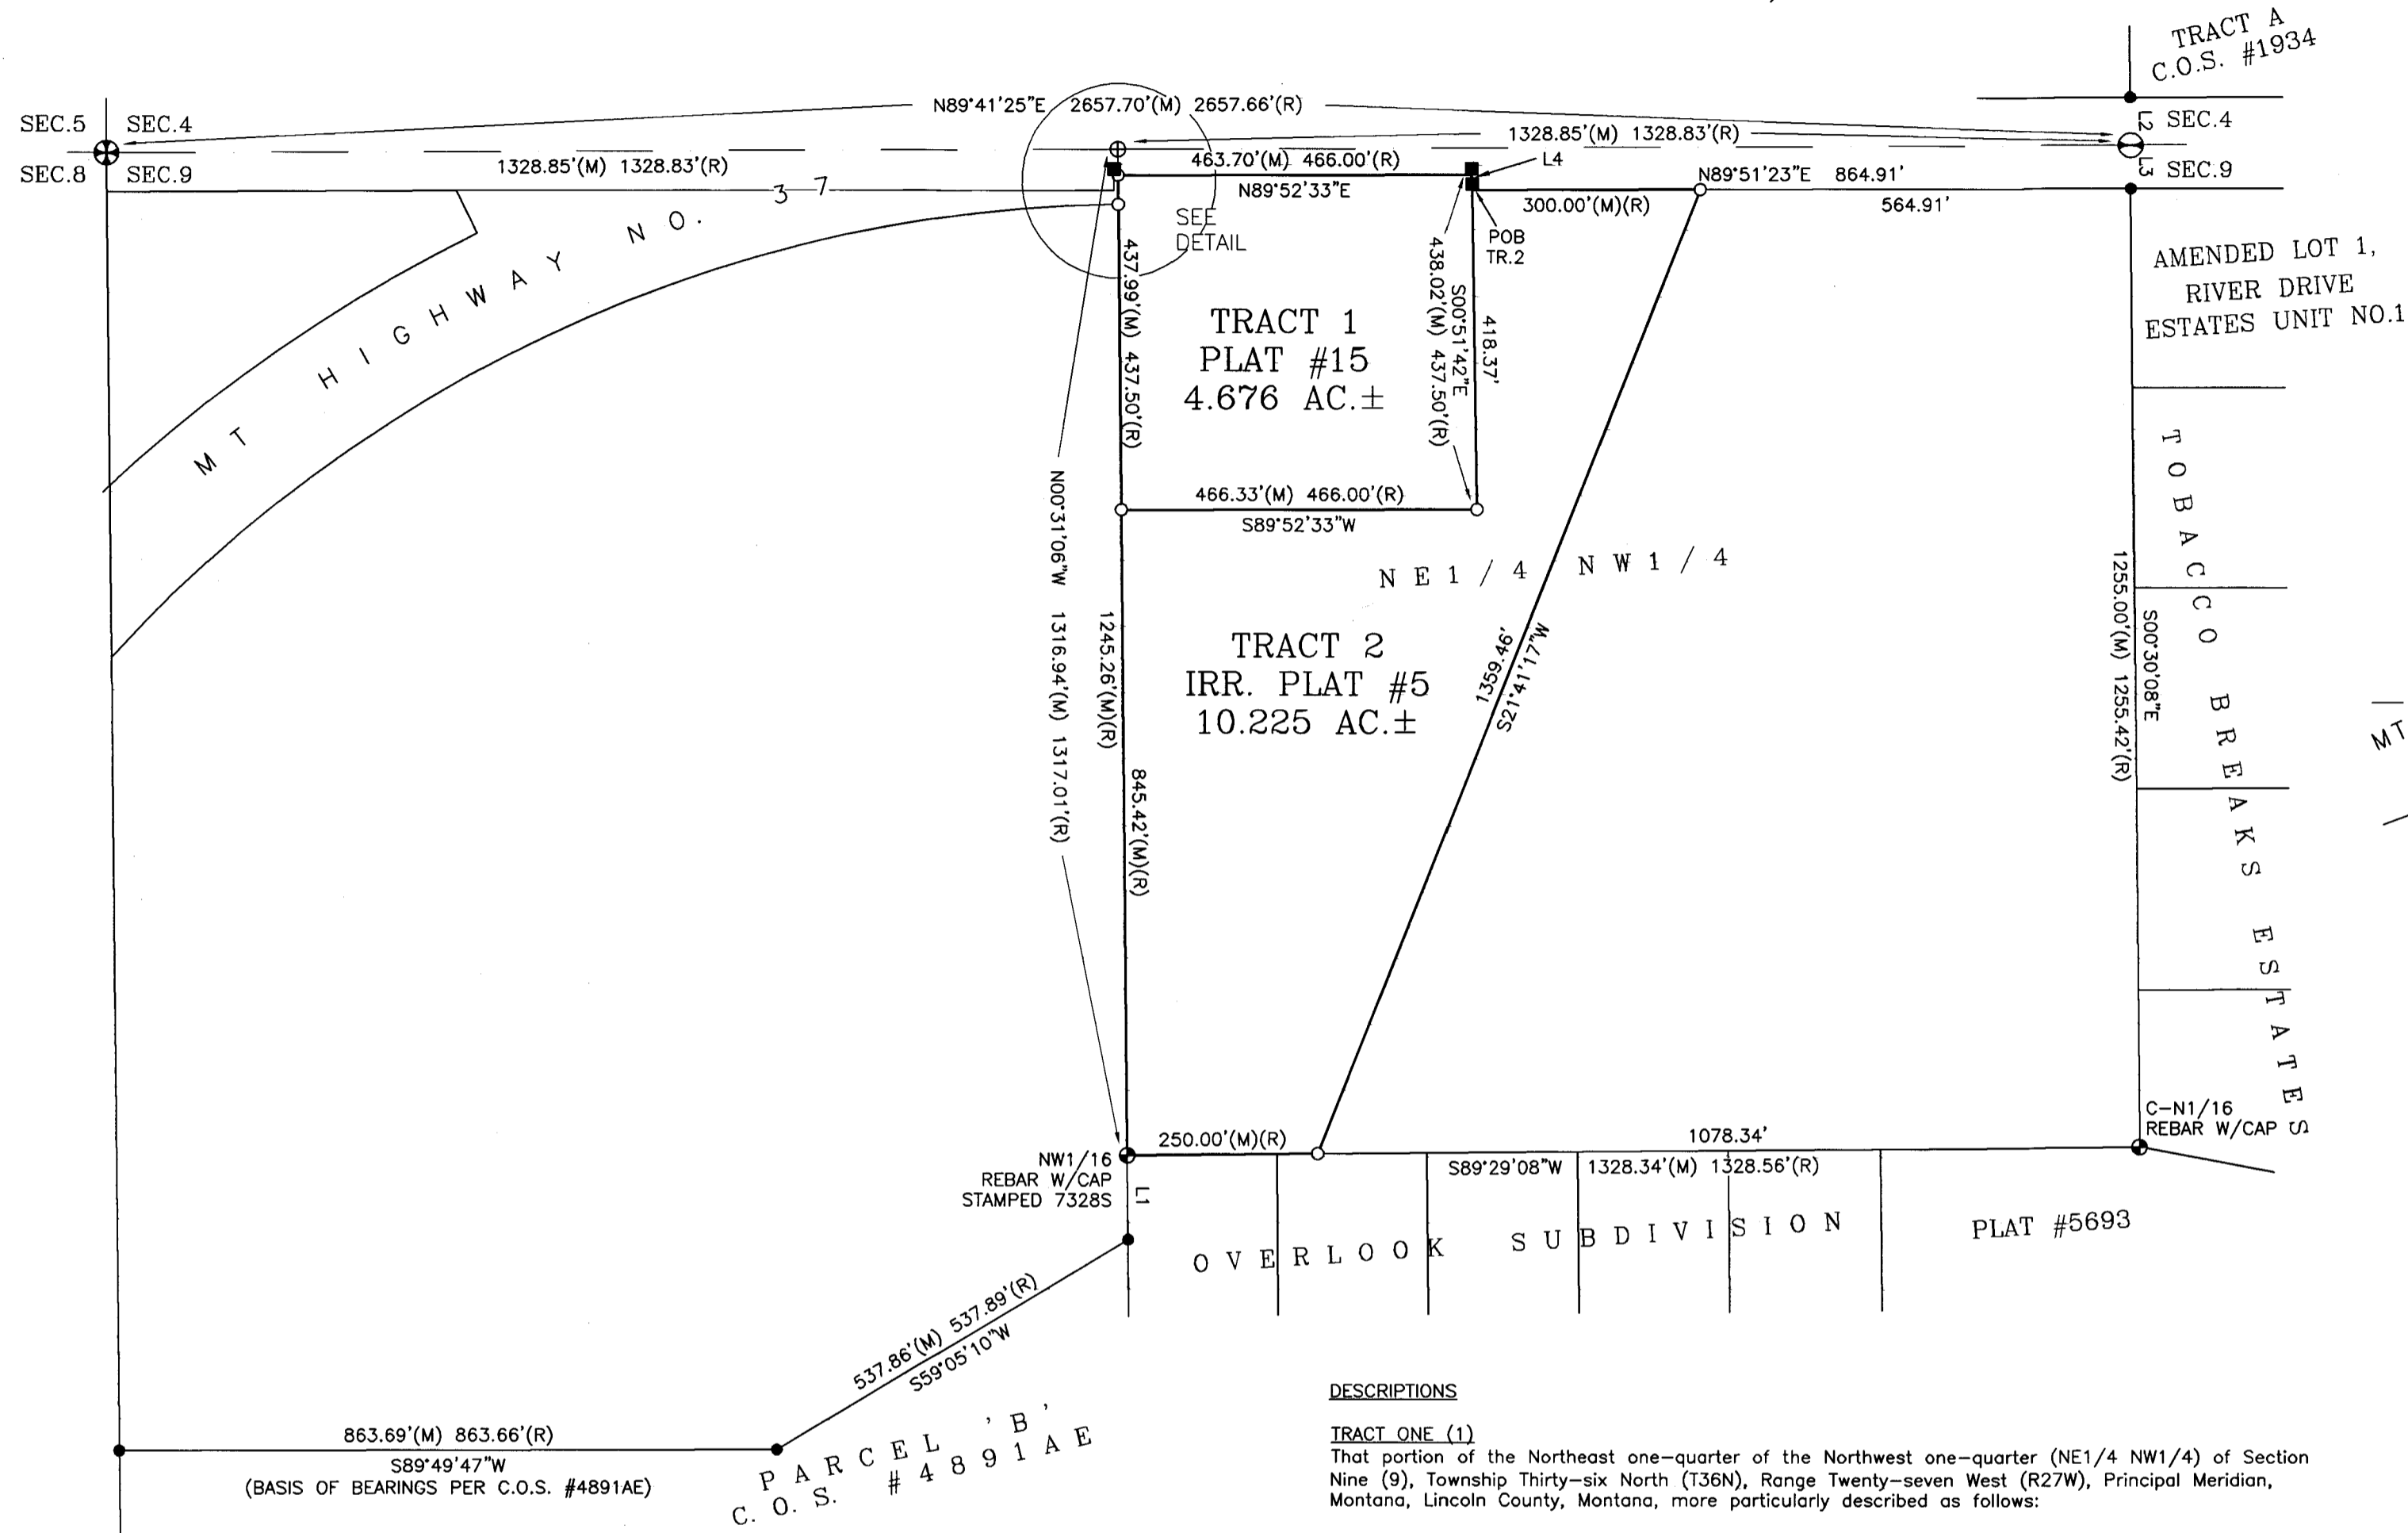 TRACT A
C.O.S. #1934
N89°41'25"E 2657.70'(M) 2657.66'(R)
SEC.5 SEC.4
L2 SEC.4
1328.85'(M) 1328.83'(R)
SEC.8 SEC.9
1328.85'(M) 1328.83'(R)
463.70'(M) 466.00'(R)
L4
L3 SEC.9
N89°52'33"E
N89°51'23"E 864.91'
300.00'(M)(R)
564.91'
MT HIGHWAY NO. 37
SEE
DETAIL
POB
TR.2
AMENDED LOT 1,
RIVER DRIVE
ESTATES UNIT NO.1
437.99'(M) 437.50'(R)
438.02'(M) 437.50'(R)
S00°51'42"E
418.37'
TRACT 1
PLAT #15
4.676 AC.±
466.33'(M) 466.00'(R)
S89°52'33"W
NE1/4 NW1/4
N00°31'06"W 1316.94'(M) 1317.01'(R)
1245.26'(M)(R)
845.42'(M)(R)
TRACT 2
IRR. PLAT #5
10.225 AC.±
1359.46'
S21°41'17"W
1255.00'(M) 1255.42'(R)
S00°30'08"E
TOBACCO BREAKS ESTATES
MT
C-N1/16
REBAR W/CAP
250.00'(M)(R)
1078.34'
NW1/16
REBAR W/CAP
STAMPED 7328S
L1
S89°29'08"W 1328.34'(M) 1328.56'(R)
OVERLOOK SUBDIVISION
PLAT #5693
537.86'(M) 537.89'(R)
S59°05'10"W
863.69'(M) 863.66'(R)
S89°49'47"W
(BASIS OF BEARINGS PER C.O.S. #4891AE)
PARCEL 'B'
C.O.S. #4891AE
DESCRIPTIONS
TRACT ONE (1)
That portion of the Northeast one-quarter of the Northwest one-quarter (NE1/4 NW1/4) of Section
Nine (9), Township Thirty-six North (T36N), Range Twenty-seven West (R27W), Principal Meridian,
Montana, Lincoln County, Montana, more particularly described as follows: